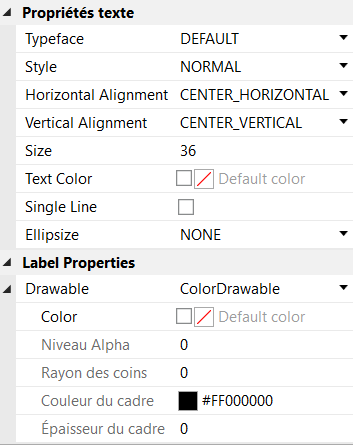 Propriétés texte
Typeface DEFAULT
Style NORMAL
Horizontal Alignment CENTER_HORIZONTAL
Vertical Alignment CENTER_VERTICAL
Size 36
Text Color Default color
Single Line
Ellipsize NONE
Label Properties
Drawable ColorDrawable
Color Default color
Niveau Alpha 0
Rayon des coins 0
Couleur du cadre #FF000000
Épaisseur du cadre 0